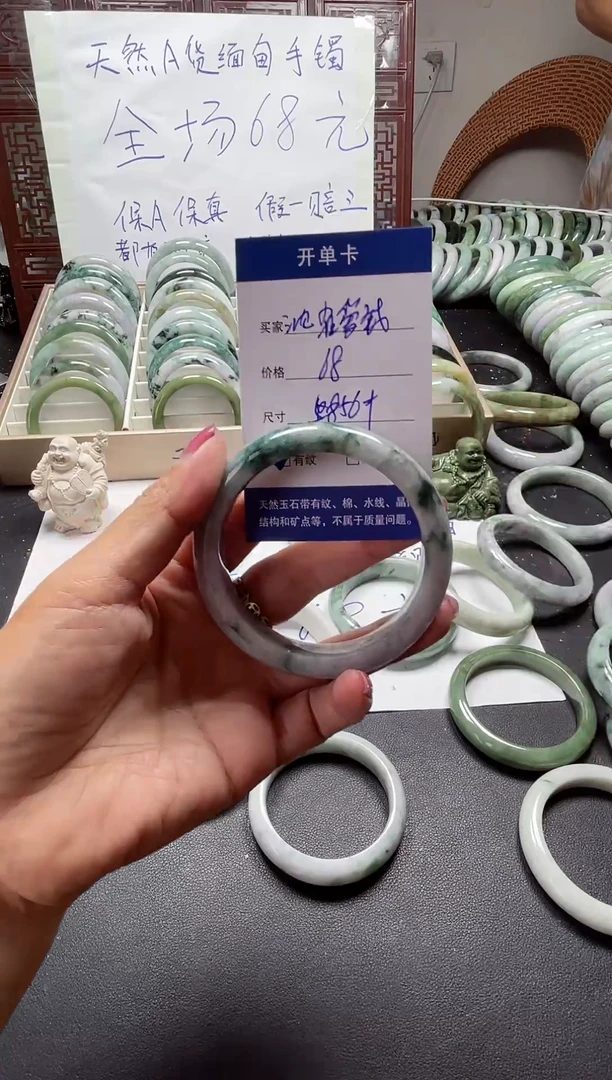 天然A货缅甸手镯
全场68元
保A保真 假一赔三
开单卡
买家
价格 68
尺寸
有纹
天然玉石带有纹、棉、水线、晶
结构和矿点等，不属于质量问题。